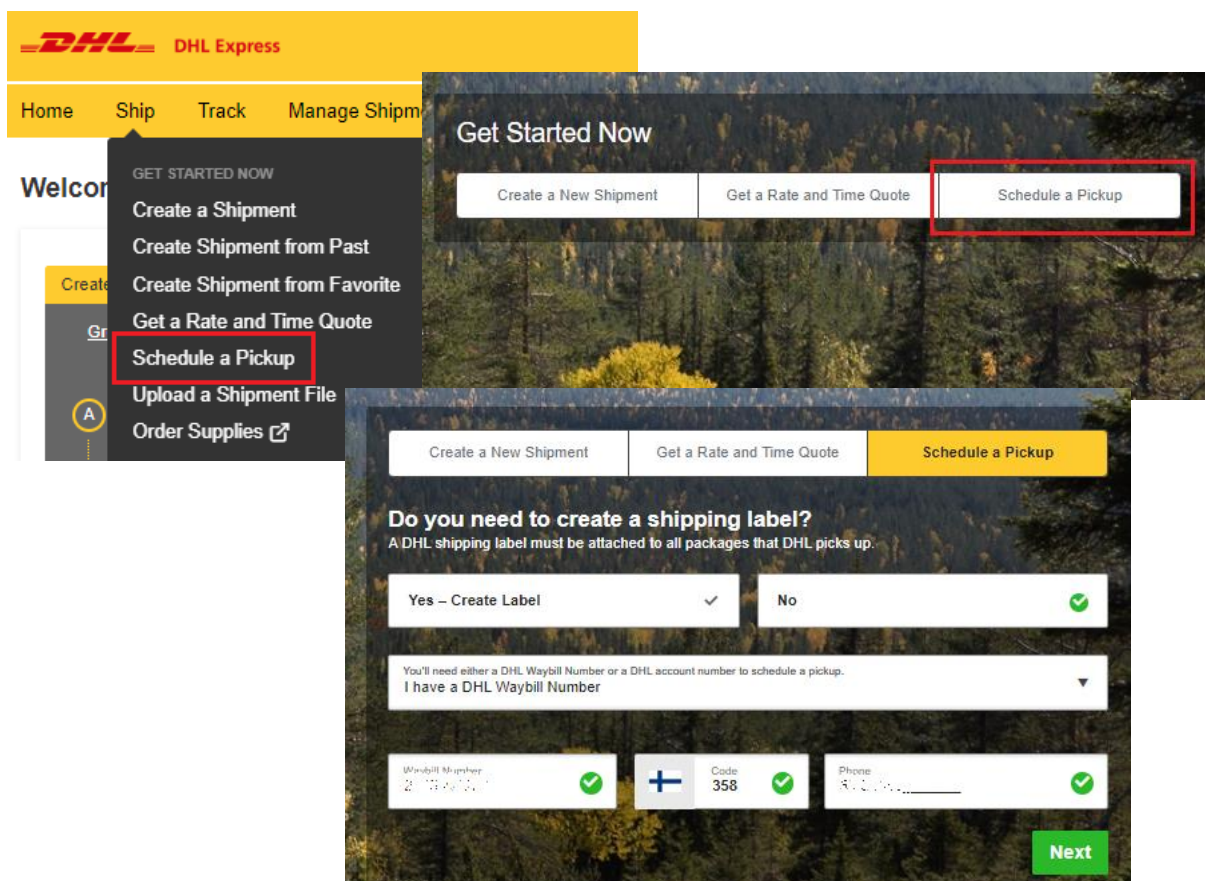 DHL DHL Express
Home Ship Track Manage
Welcon
GET STARTED NOW
Create a Shipment
Create Shipment from Past
Create Shipment from Favorite
Get a Rate and Time Quote
Schedule a Pickup
Upload a Shipment File
Order Supplies
Create
Gr
A
Get Started Now
Create a New Shipment Get a Rate and Time Quote Schedule a Pickup
Create a New Shipment Get a Rate and Time Quote Schedule a Pickup
Do you need to create a shipping label?
A DHL shipping label must be attached to all packages that DHL picks up.
Yes – Create Label No
You'll need either a DHL Waybill Number or a DHL account number to schedule a pickup.
I have a DHL Waybill Number
Waybill Number Code Phone
358
Next